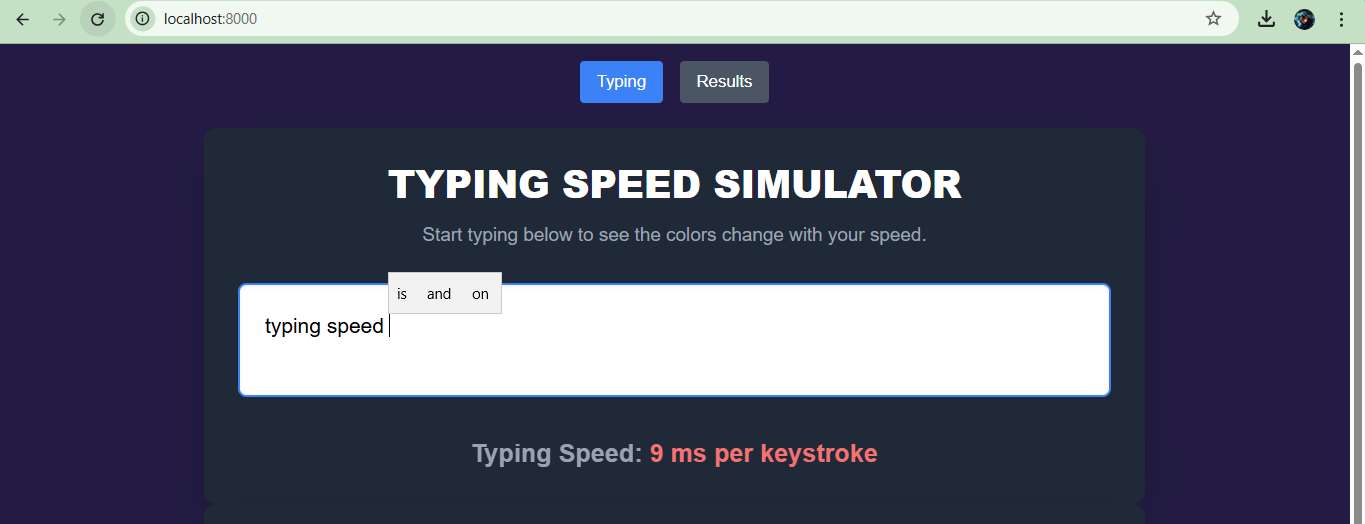 localhost:8000
Typing Results
TYPING SPEED SIMULATOR
Start typing below to see the colors change with your speed.
is and on
typing speed
Typing Speed: 9 ms per keystroke